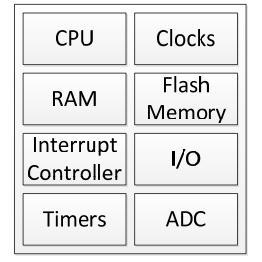 CPU
Clocks
RAM
Flash
Memory
Interrupt
Controller
I/O
Timers
ADC